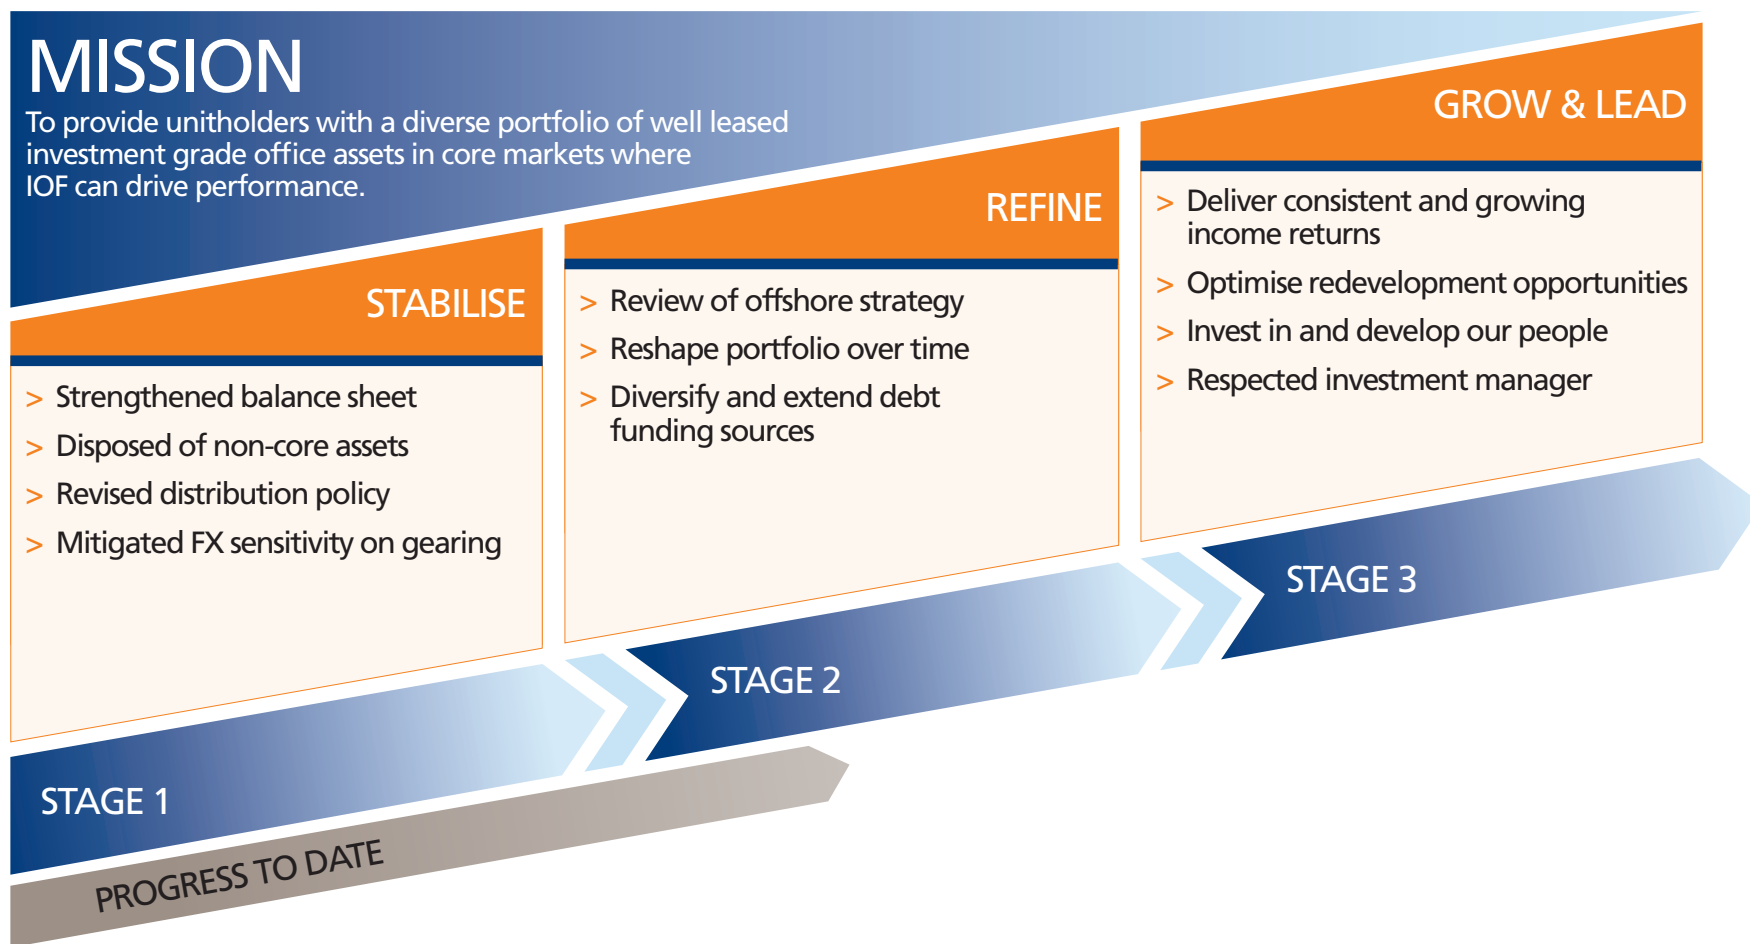 MISSION
To provide unitholders with a diverse portfolio of well leased
investment grade office assets in core markets where
IOF can drive performance.
STABILISE
> Strengthened balance sheet
> Disposed of non-core assets
> Revised distribution policy
> Mitigated FX sensitivity on gearing
REFINE
> Review of offshore strategy
> Reshape portfolio over time
> Diversify and extend debt
funding sources
GROW & LEAD
> Deliver consistent and growing
income returns
> Optimise redevelopment opportunities
> Invest in and develop our people
> Respected investment manager
STAGE 1
STAGE 2
STAGE 3
PROGRESS TO DATE